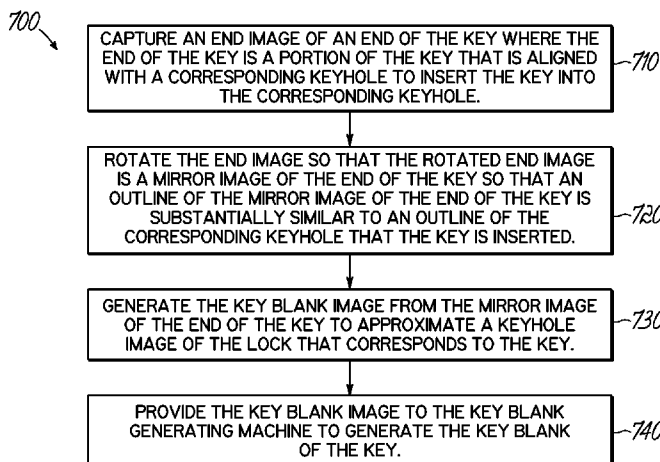 700
CAPTURE AN END IMAGE OF AN END OF THE KEY WHERE THE
END OF THE KEY IS A PORTION OF THE KEY THAT IS ALIGNED
WITH A CORRESPONDING KEYHOLE TO INSERT THE KEY INTO
THE CORRESPONDING KEYHOLE.
710
ROTATE THE END IMAGE SO THAT THE ROTATED END IMAGE
IS A MIRROR IMAGE OF THE END OF THE KEY SO THAT AN
OUTLINE OF THE MIRROR IMAGE OF THE END OF THE KEY IS
SUBSTANTIALLY SIMILAR TO AN OUTLINE OF THE
CORRESPONDING KEYHOLE THAT THE KEY IS INSERTED.
720
GENERATE THE KEY BLANK IMAGE FROM THE MIRROR IMAGE
OF THE END OF THE KEY TO APPROXIMATE A KEYHOLE
IMAGE OF THE LOCK THAT CORRESPONDS TO THE KEY.
730
PROVIDE THE KEY BLANK IMAGE TO THE KEY BLANK
GENERATING MACHINE TO GENERATE THE KEY BLANK
OF THE KEY.
740